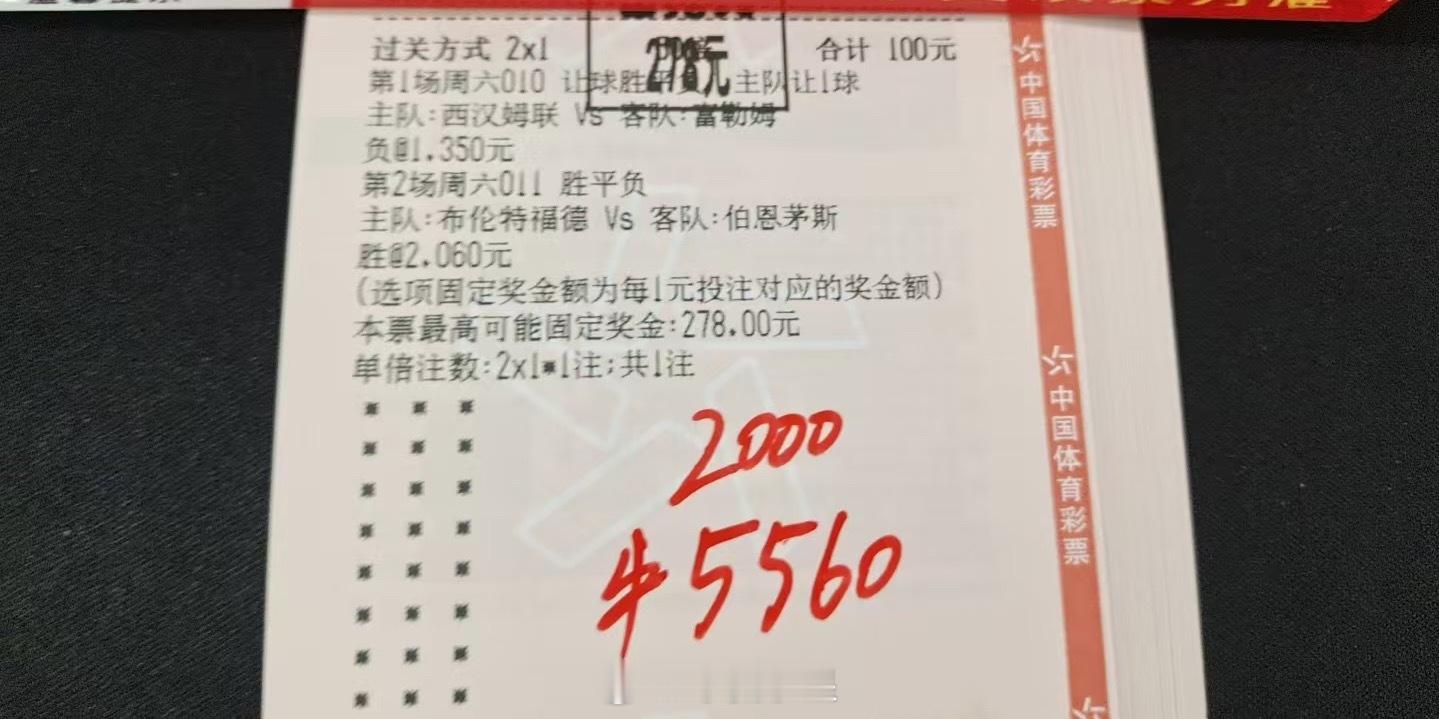 过关方式 2x1 合计 100元
278元
第1场周六010 让球胜平负 主队让1球
主队:西汉姆联 Vs 客队:富勒姆
负@1.350元
第2场周六011 胜平负
主队:布伦特福德 Vs 客队:伯恩茅斯
胜@2.060元
(选项固定奖金额为每1元投注对应的奖金额)
本票最高可能固定奖金:278.00元
单倍注数:2x1*1注;共1注
2000
中5560
中国体育彩票
中国体育彩票